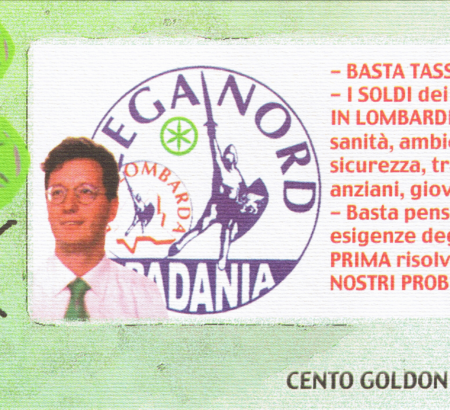 EGA NORD
LOMBARDA
PADANIA
– BASTA TASS
– I SOLDI dei
IN LOMBARDI
sanità, ambie
sicurezza, tr
anziani, giov
– Basta pens
esigenze deg
PRIMA risolv
NOSTRI PROB
CENTO GOLDON